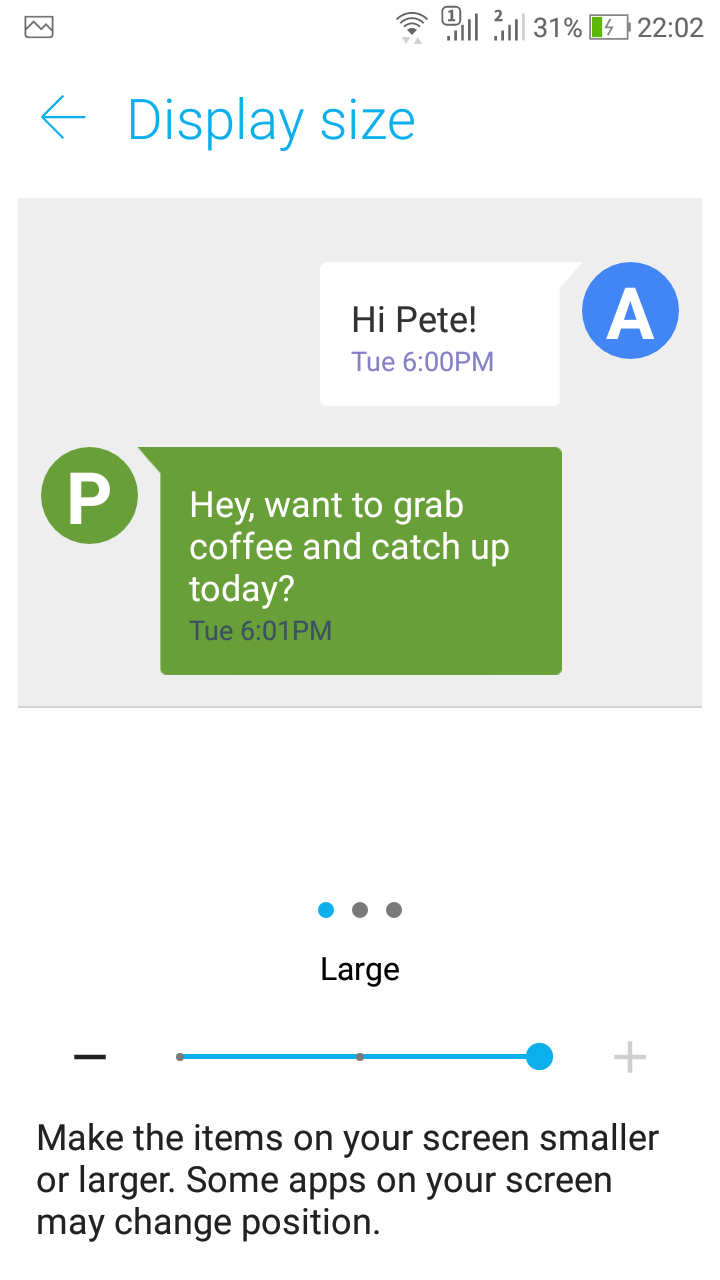 1 2 31% 22:02
Display size
Hi Pete!
Tue 6:00PM
A
P
Hey, want to grab
coffee and catch up
today?
Tue 6:01PM
Large
Make the items on your screen smaller
or larger. Some apps on your screen
may change position.